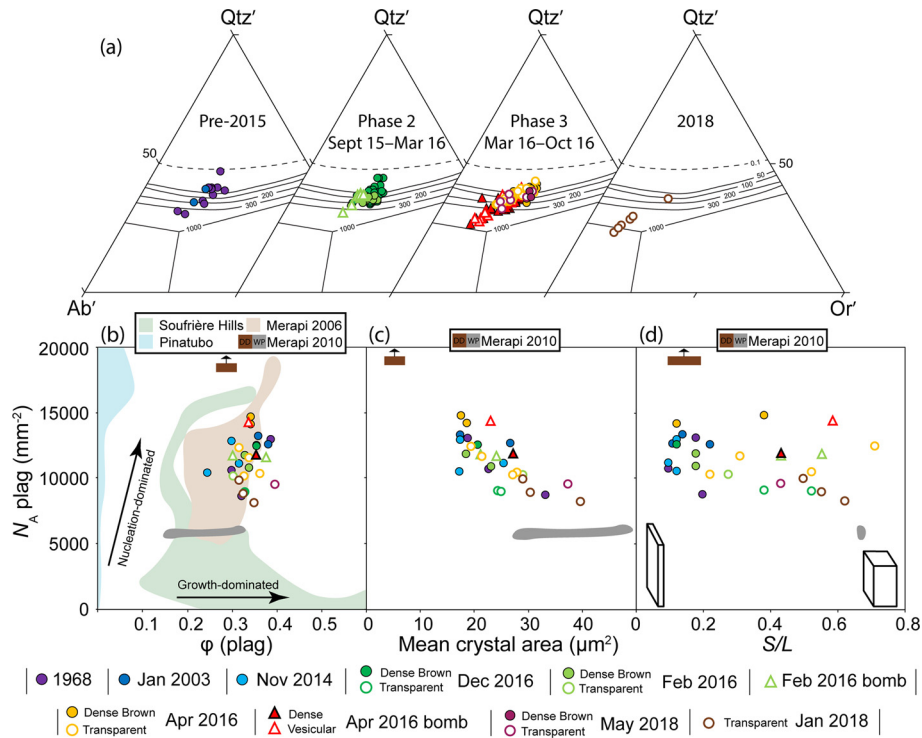 Qtz′ Qtz′ Qtz′ Qtz′
(a)
Pre-2015 Phase 2 Phase 3 2018
Sept 15–Mar 16 Mar 16–Oct 16
50 0.1 50
50
100
200
300
1000
200
300
1000
200
300
1000
100
200
300
1000
Ab′ Or′
(b) Soufrière Hills Merapi 2006 (c) (d)
Pinatubo DD WP Merapi 2010 DD WP Merapi 2010 DD WP Merapi 2010
20000
15000
10000
5000
0
N_A plag (mm⁻²)
Nucleation-dominated
Growth-dominated
0.1 0.2 0.3 0.4 0.5 0 10 20 30 40 0 0.2 0.4 0.6 0.8
φ (plag) Mean crystal area (µm²) S/L
1968 Jan 2003 Nov 2014 Dense Brown Transparent Dec 2016 Dense Brown Transparent Feb 2016 Feb 2016 bomb
Dense Brown Transparent Apr 2016 Dense Vesicular Apr 2016 bomb Dense Brown Transparent May 2018 Transparent Jan 2018